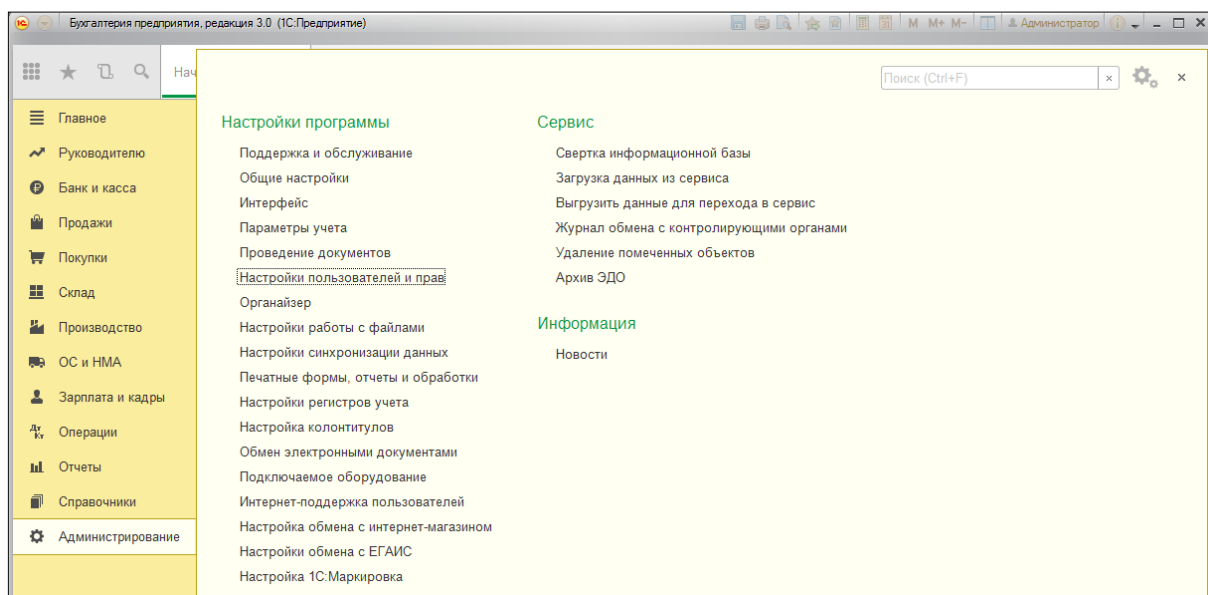 Бухгалтерия предприятия, редакция 3.0 (1С:Предприятие)
M M+ M- Администратор
Нач
Поиск (Ctrl+F)
Главное
Руководителю
Банк и касса
Продажи
Покупки
Склад
Производство
ОС и НМА
Зарплата и кадры
Дт Кт Операции
Отчеты
Справочники
Администрирование
Настройки программы
Поддержка и обслуживание
Общие настройки
Интерфейс
Параметры учета
Проведение документов
Настройки пользователей и прав
Органайзер
Настройки работы с файлами
Настройки синхронизации данных
Печатные формы, отчеты и обработки
Настройки регистров учета
Настройка колонтитулов
Обмен электронными документами
Подключаемое оборудование
Интернет-поддержка пользователей
Настройка обмена с интернет-магазином
Настройки обмена с ЕГАИС
Настройка 1С:Маркировка
Сервис
Свертка информационной базы
Загрузка данных из сервиса
Выгрузить данные для перехода в сервис
Журнал обмена с контролирующими органами
Удаление помеченных объектов
Архив ЭДО
Информация
Новости